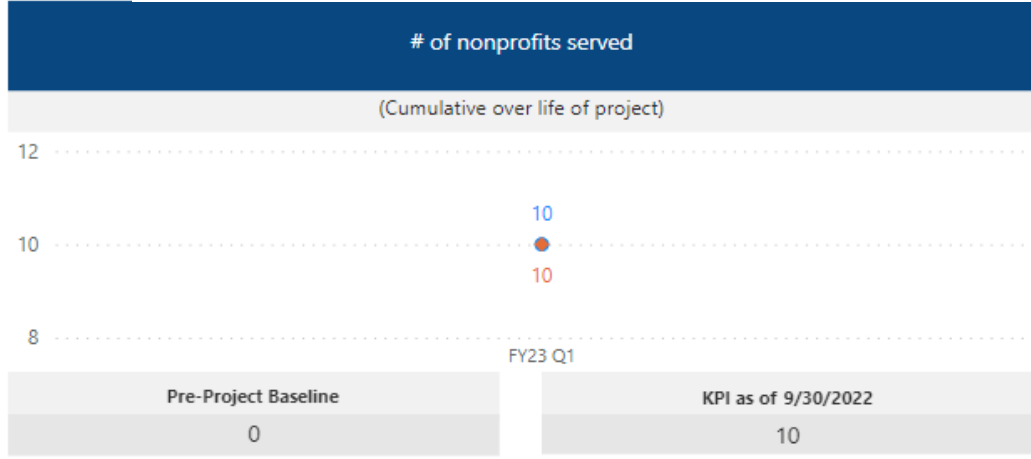 # of nonprofits served
(Cumulative over life of project)
12
10
10
10
8
FY23 Q1
Pre-Project Baseline
KPI as of 9/30/2022
0
10